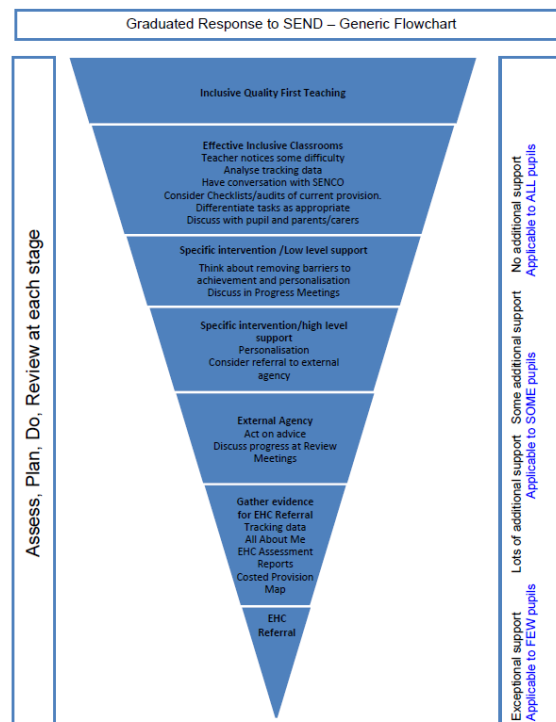 Graduated Response to SEND – Generic Flowchart
Assess, Plan, Do, Review at each stage
Inclusive Quality First Teaching
Effective Inclusive Classrooms
Teacher notices some difficulty
Analyse tracking data
Have conversation with SENCO
Consider Checklists/audits of current provision.
Differentiate tasks as appropriate
Discuss with pupil and parents/carers
Specific intervention /Low level support
Think about removing barriers to
achievement and personalisation
Discuss in Progress Meetings
Specific intervention/high level
support
Personalisation
Consider referral to external
agency
External Agency
Act on advice
Discuss progress at Review
Meetings
Gather evidence
for EHC Referral
Tracking data
All About Me
EHC Assessment
Reports
Costed Provision
Map
EHC
Referral
Exceptional support Lots of additional support Some additional support No additional support
Applicable to FEW pupils Applicable to SOME pupils Applicable to ALL pupils